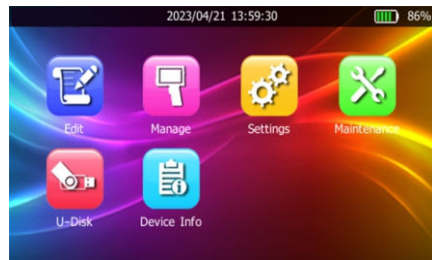 2023/04/21 13:59:30 86%
Edit Manage Settings Maintenance
U-Disk Device Info